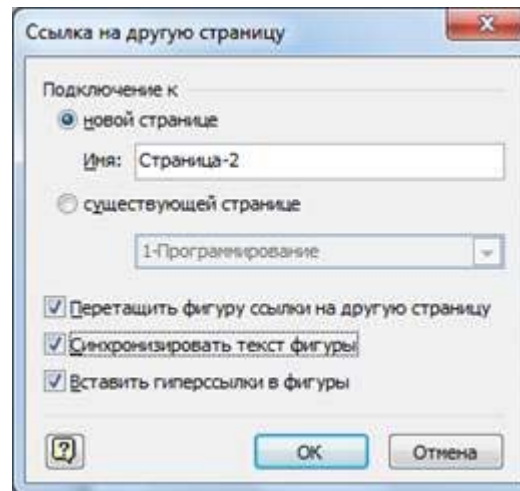 Ссылка на другую страницу
Подключение к
новой странице
Имя: Страница-2
существующей странице
1-Программирование
Перетащить фигуру ссылки на другую страницу
Синхронизировать текст фигуры
Вставить гиперссылки в фигуры
OK Отмена